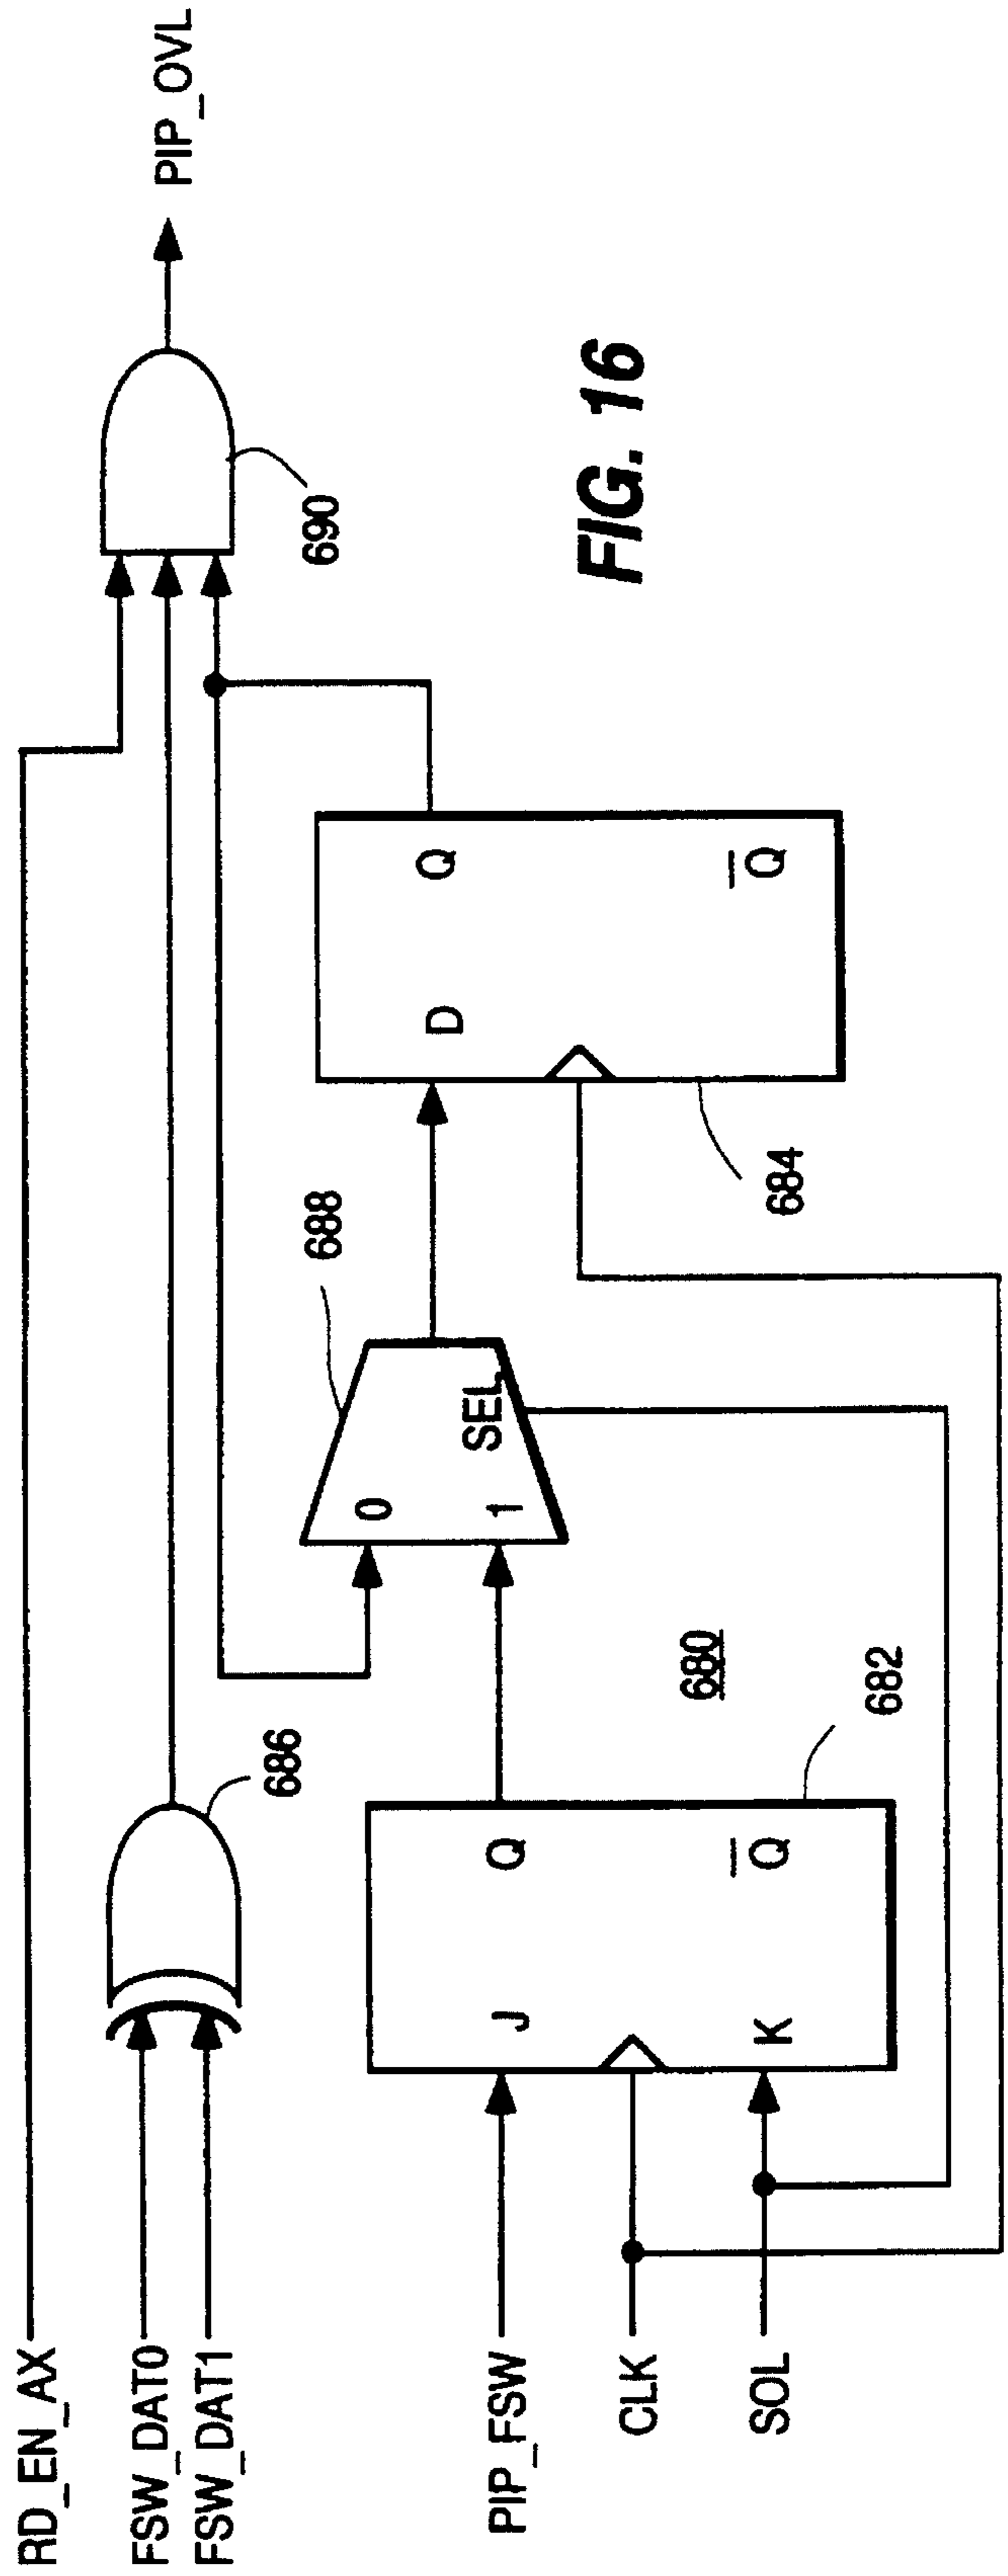 RD_EN_AX
FSW_DAT0
FSW_DAT1
686
690
PIP_OVL
PIP_FSW
CLK
SOL
J
K
Q
Q̅
682
680
0
1
SEL
688
D
Q
Q̅
684
FIG. 16